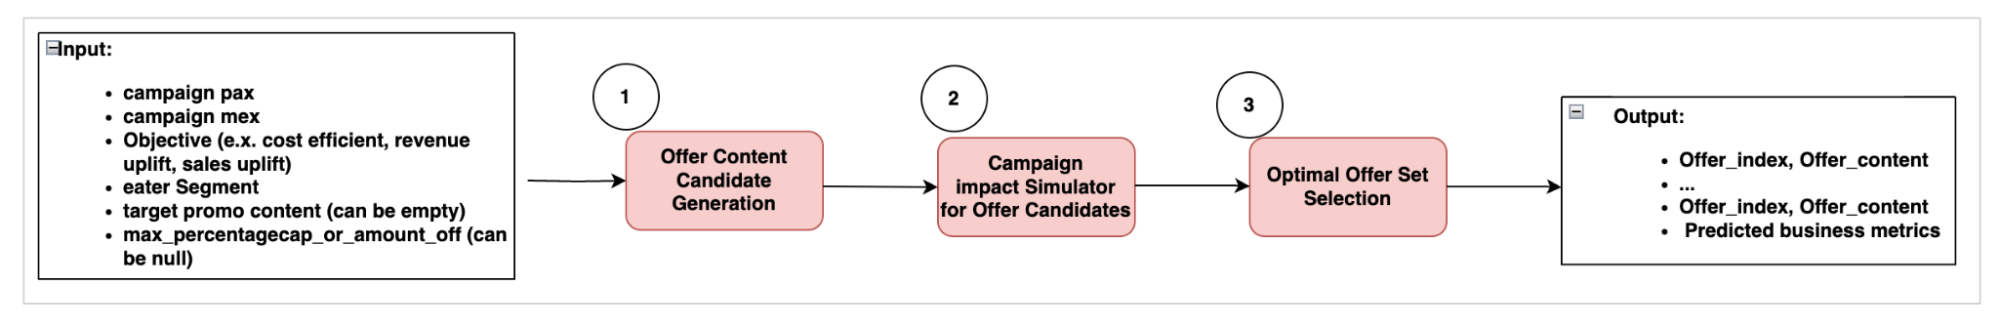 Input:
campaign pax
campaign mex
Objective (e.x. cost efficient, revenue
uplift, sales uplift)
eater Segment
target promo content (can be empty)
max_percentagecap_or_amount_off (can
be null)
1
Offer Content
Candidate
Generation
2
Campaign
impact Simulator
for Offer Candidates
3
Optimal Offer Set
Selection
Output:
Offer_index, Offer_content
...
Offer_index, Offer_content
Predicted business metrics